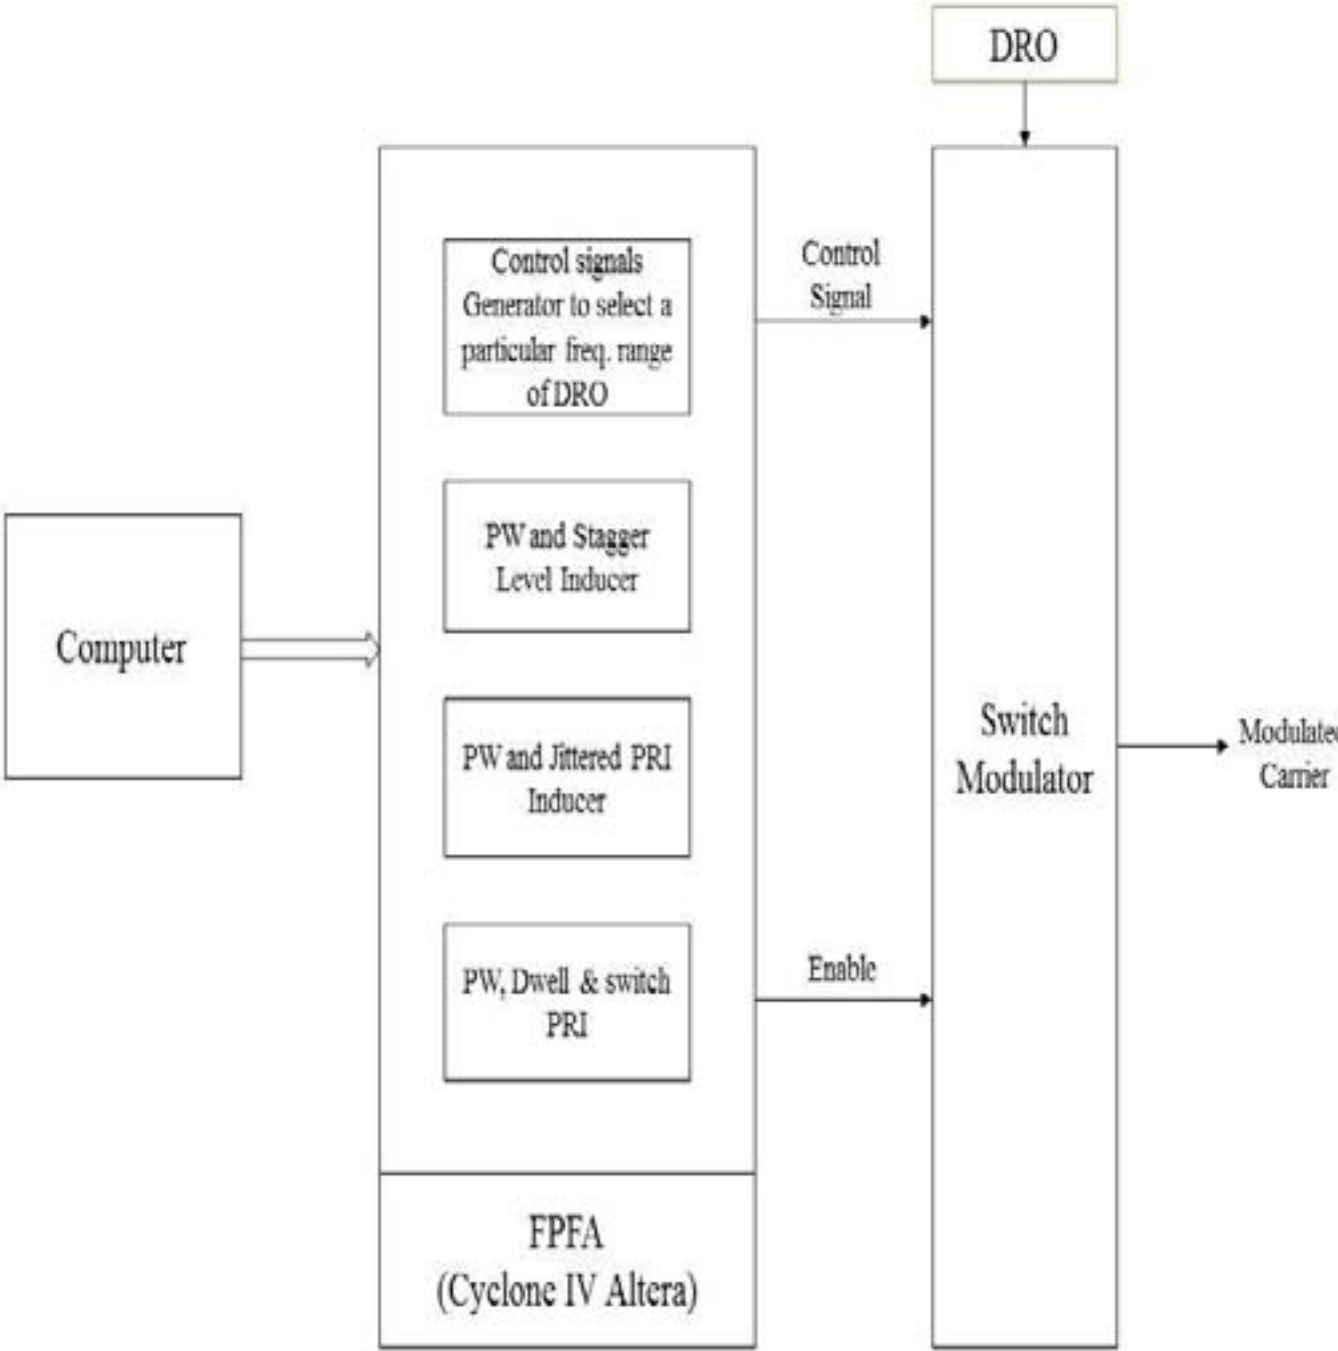 DRO
Control signals
Generator to select a
particular freq. range
of DRO
Control
Signal
PW and Stagger
Level Inducer
Computer
PW and Jittered PRI
Inducer
Switch
Modulator
Modulated
Carrier
PW, Dwell & switch
PRI
Enable
FPFA
(Cyclone IV Altera)